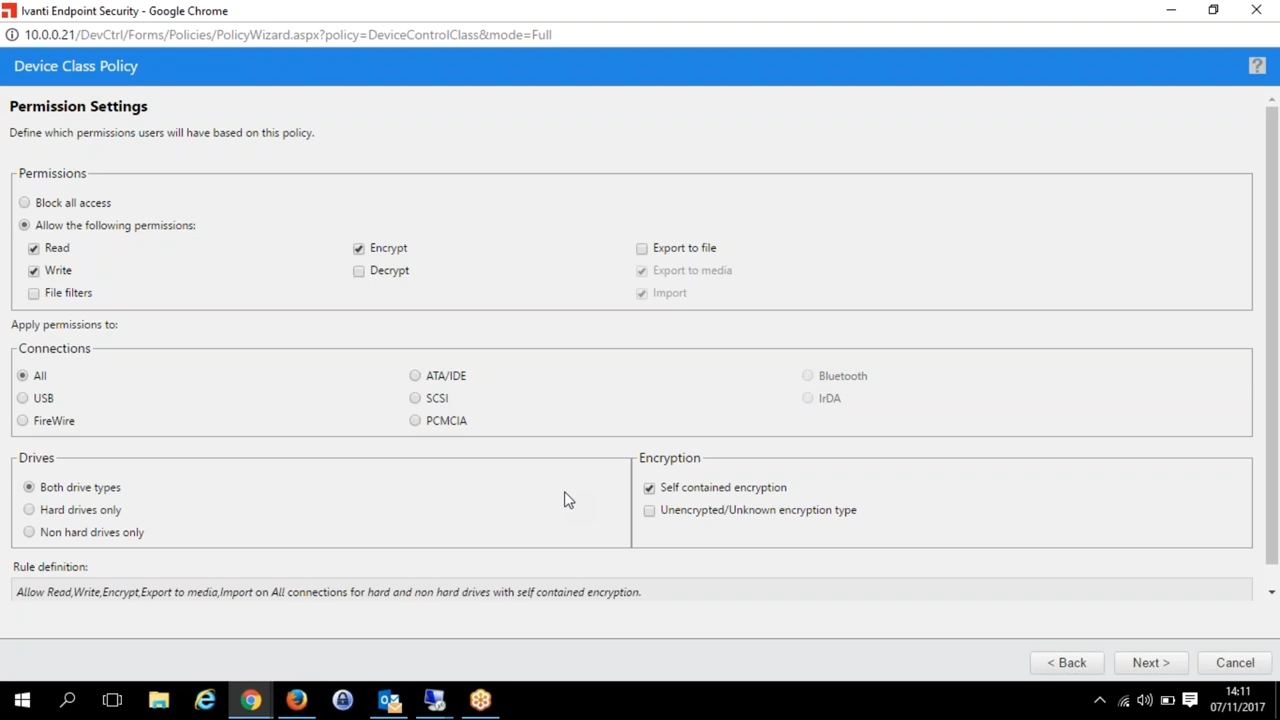 Ivanti Endpoint Security - Google Chrome
10.0.0.21/DevCtrl/Forms/Policies/PolicyWizard.aspx?policy=DeviceControlClass&mode=Full
Device Class Policy
?
Permission Settings
Define which permissions users will have based on this policy.
Permissions
Block all access
Allow the following permissions:
Read Encrypt Export to file
Write Decrypt Export to media
File filters Import
Apply permissions to:
Connections
All ATA/IDE Bluetooth
USB SCSI IrDA
FireWire PCMCIA
Drives Encryption
Both drive types Self contained encryption
Hard drives only Unencrypted/Unknown encryption type
Non hard drives only
Rule definition:
Allow Read,Write,Encrypt,Export to media,Import on All connections for hard and non hard drives with self contained encryption.
< Back Next > Cancel
14:11
07/11/2017